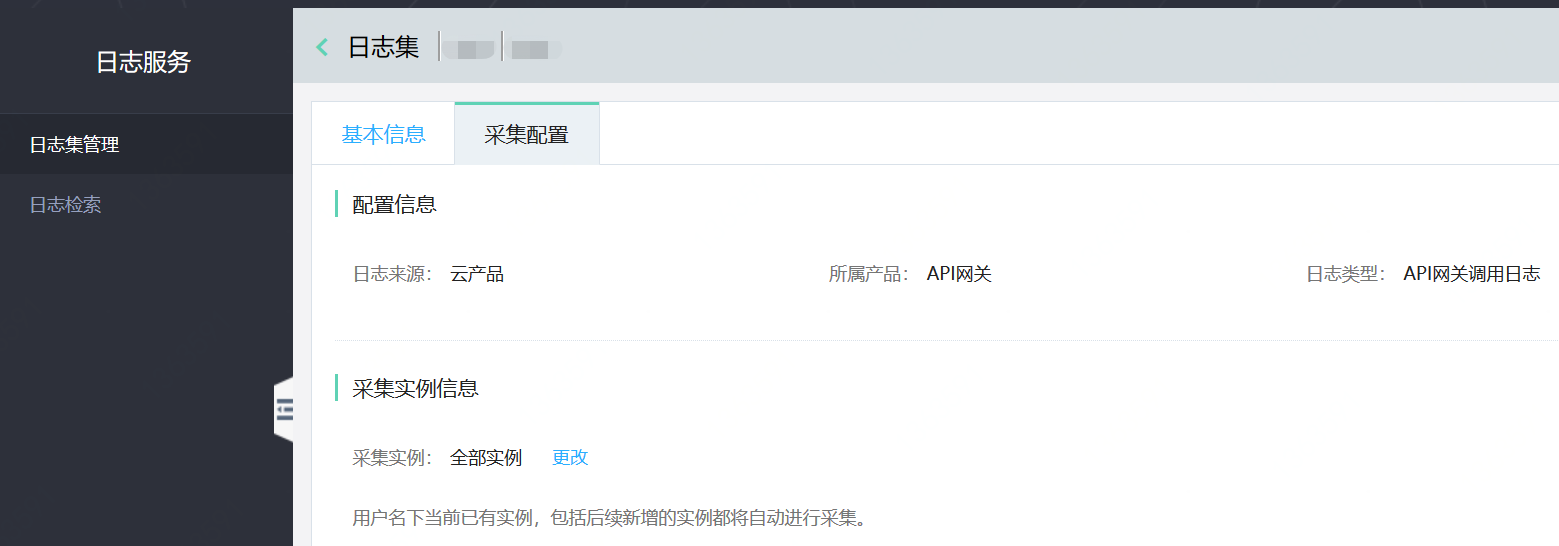 日志服务
日志集
日志集管理
日志检索
基本信息
采集配置
配置信息
日志来源： 云产品
所属产品： API网关
日志类型： API网关调用日志
采集实例信息
采集实例： 全部实例 更改
用户名下当前已有实例，包括后续新增的实例都将自动进行采集。